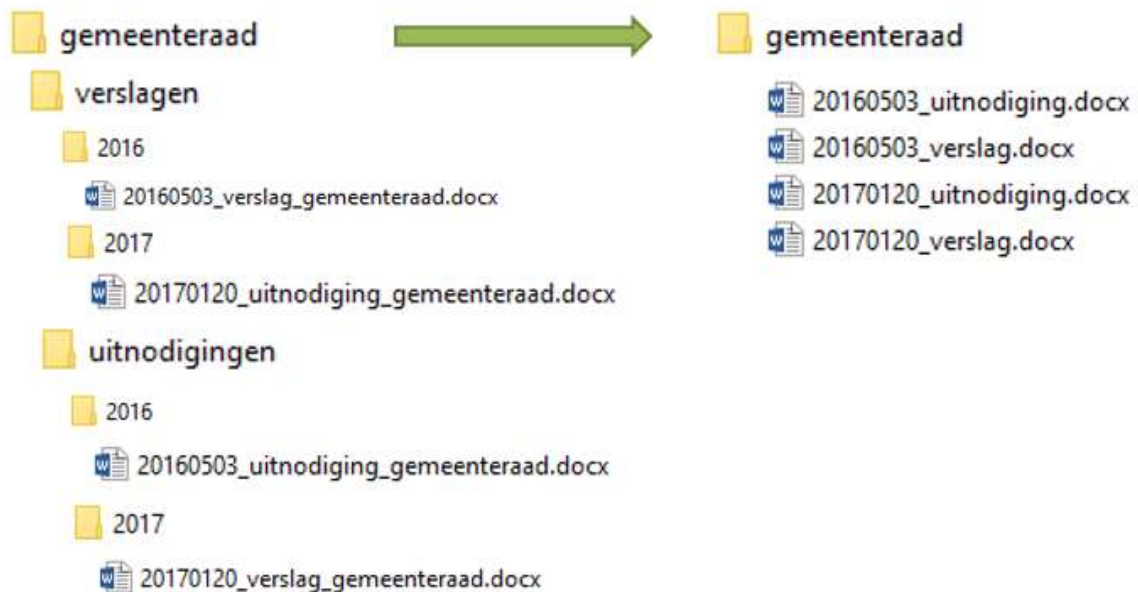 gemeenteraad
verslagen
2016
20160503_verslag_gemeenteraad.docx
2017
20170120_uitnodiging_gemeenteraad.docx
uitnodigingen
2016
20160503_uitnodiging_gemeenteraad.docx
2017
20170120_verslag_gemeenteraad.docx
gemeenteraad
20160503_uitnodiging.docx
20160503_verslag.docx
20170120_uitnodiging.docx
20170120_verslag.docx